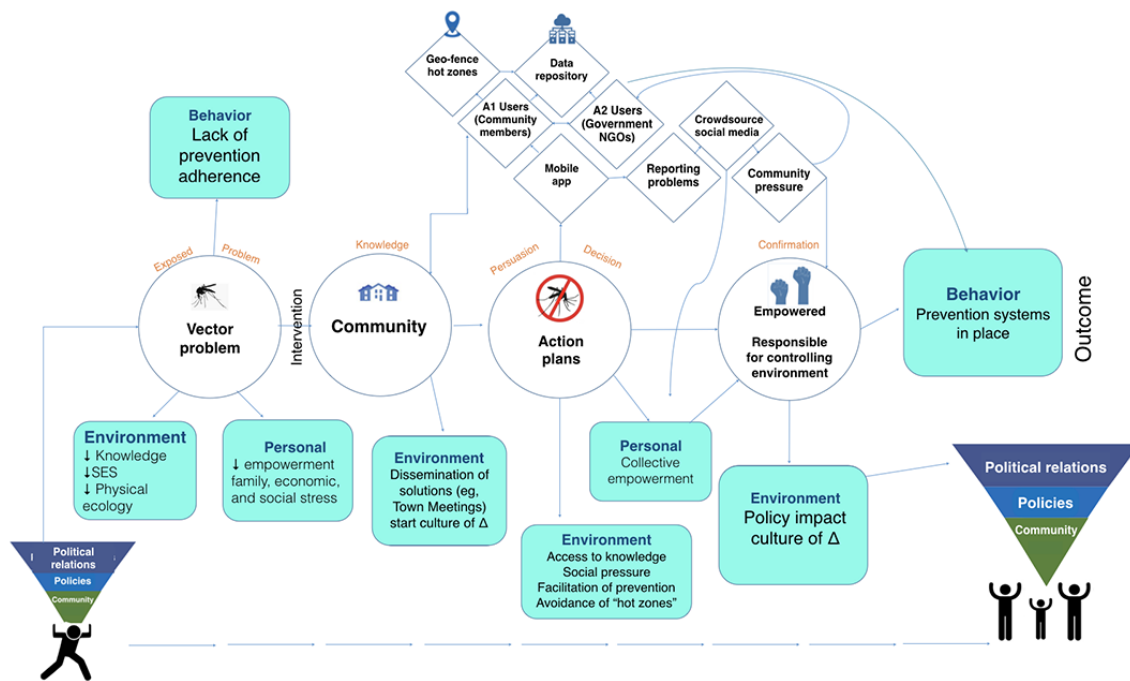 Geo-fence
hot zones
Data
repository
A1 Users
(Community
members)
A2 Users
(Government
NGOs)
Crowdsource
social media
Mobile
app
Reporting
problems
Community
pressure
Behavior
Lack of
prevention
adherence
Exposed
Problem
Knowledge
Persuasion
Decision
Confirmation
Vector
problem
Intervention
Community
Action
plans
Empowered
Responsible
for controlling
environment
Behavior
Prevention systems
in place
Outcome
Environment
↓ Knowledge
↓SES
↓ Physical
ecology
Personal
↓ empowerment
family, economic,
and social stress
Environment
Dissemination of
solutions (eg,
Town Meetings)
start culture of Δ
Personal
Collective
empowerment
Environment
Access to knowledge
Social pressure
Facilitation of prevention
Avoidance of “hot zones”
Environment
Policy impact
culture of Δ
Political relations
Policies
Community
Political
relations
Policies
Community